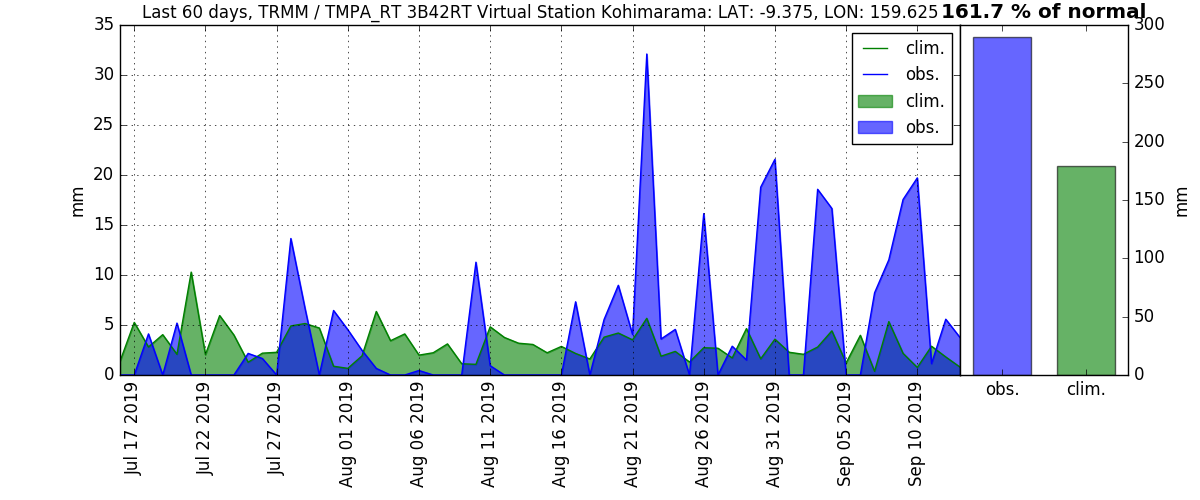 Last 60 days, TRMM / TMPA_RT 3B42RT Virtual Station Kohimarama: LAT: -9.375, LON: 159.625
161.7 % of normal
35
30
25
20
15
10
5
0
mm
clim.
obs.
clim.
obs.
Jul 17 2019
Jul 22 2019
Jul 27 2019
Aug 01 2019
Aug 06 2019
Aug 11 2019
Aug 16 2019
Aug 21 2019
Aug 26 2019
Aug 31 2019
Sep 05 2019
Sep 10 2019
300
250
200
150
100
50
0
mm
obs.
clim.